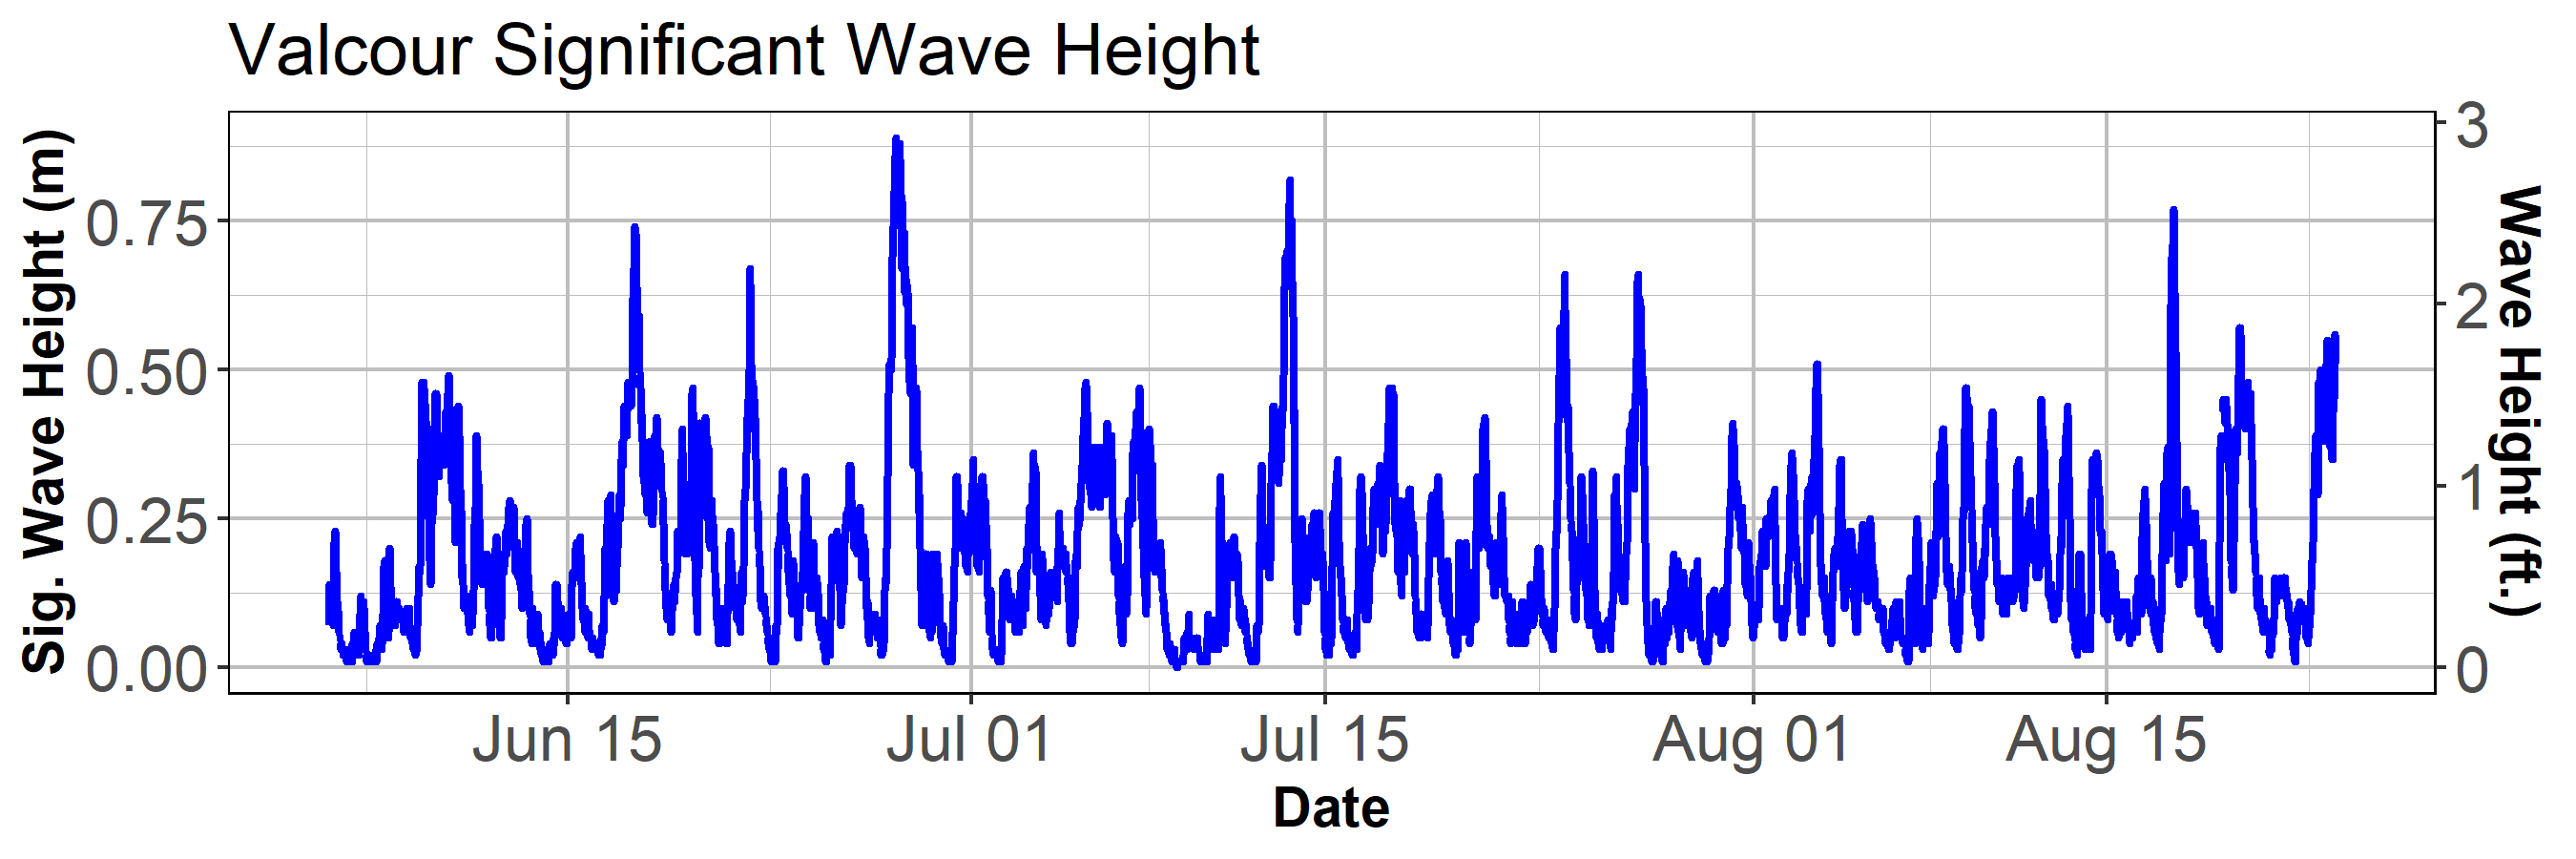 Valcour Significant Wave Height
Sig. Wave Height (m)
0.75
0.50
0.25
0.00
3
2
1
0
Wave Height (ft.)
Jun 15
Jul 01
Jul 15
Aug 01
Aug 15
Date